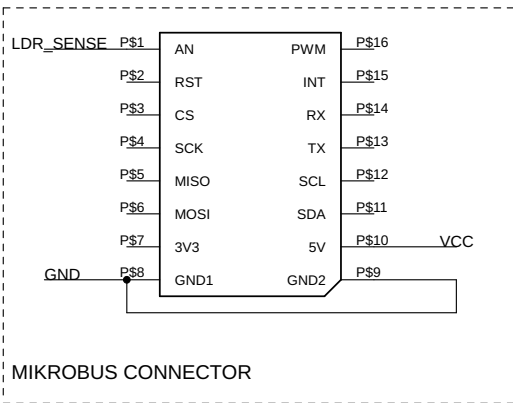 LDR_SENSE P$1 AN PWM P$16
P$2 RST INT P$15
P$3 CS RX P$14
P$4 SCK TX P$13
P$5 MISO SCL P$12
P$6 MOSI SDA P$11
P$7 3V3 5V P$10 VCC
GND P$8 GND1 GND2 P$9
MIKROBUS CONNECTOR